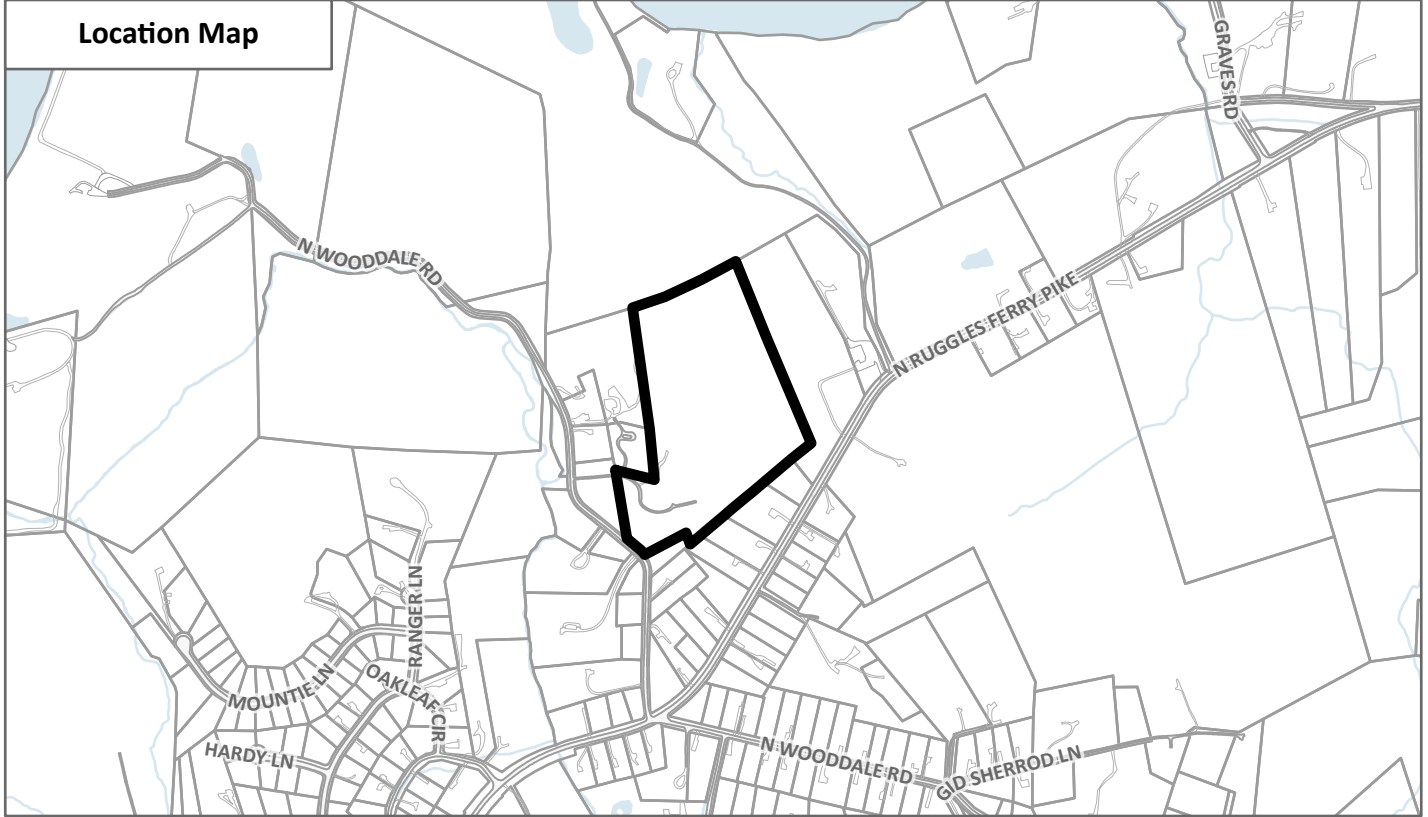 Location Map
GRAVES RD
N WOODDALE RD
N RUGGLES FERRY PIKE
RANGER LN
MOUNTIE LN
OAKLEAF CIR
HARDY LN
N WOODDALE RD
GID SHERROD LN